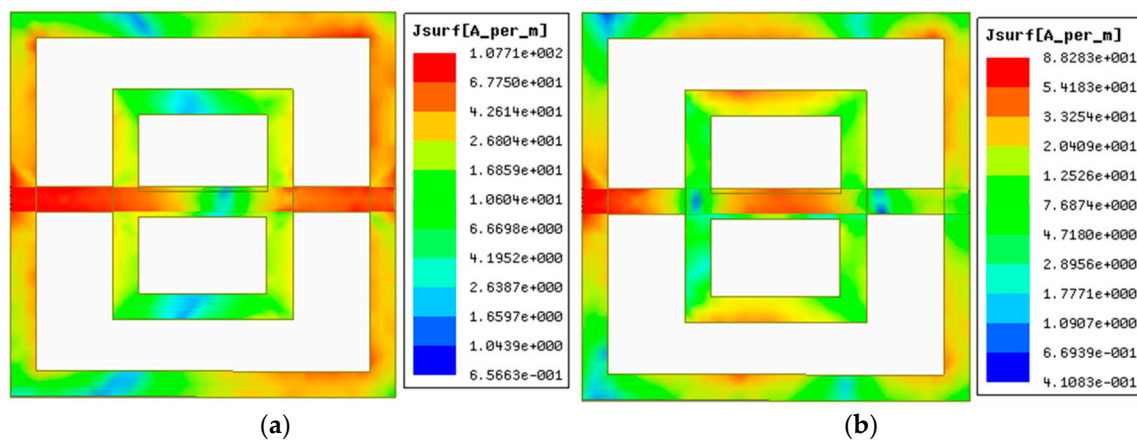 Jsurf[A_per_m]
1.0771e+002
6.7750e+001
4.2614e+001
2.6804e+001
1.6859e+001
1.0604e+001
6.6698e+000
4.1952e+000
2.6387e+000
1.6597e+000
1.0439e+000
6.5663e-001
(a)
Jsurf[A_per_m]
8.8283e+001
5.4183e+001
3.3254e+001
2.0409e+001
1.2526e+001
7.6874e+000
4.7180e+000
2.8956e+000
1.7771e+000
1.0907e+000
6.6939e-001
4.1083e-001
(b)